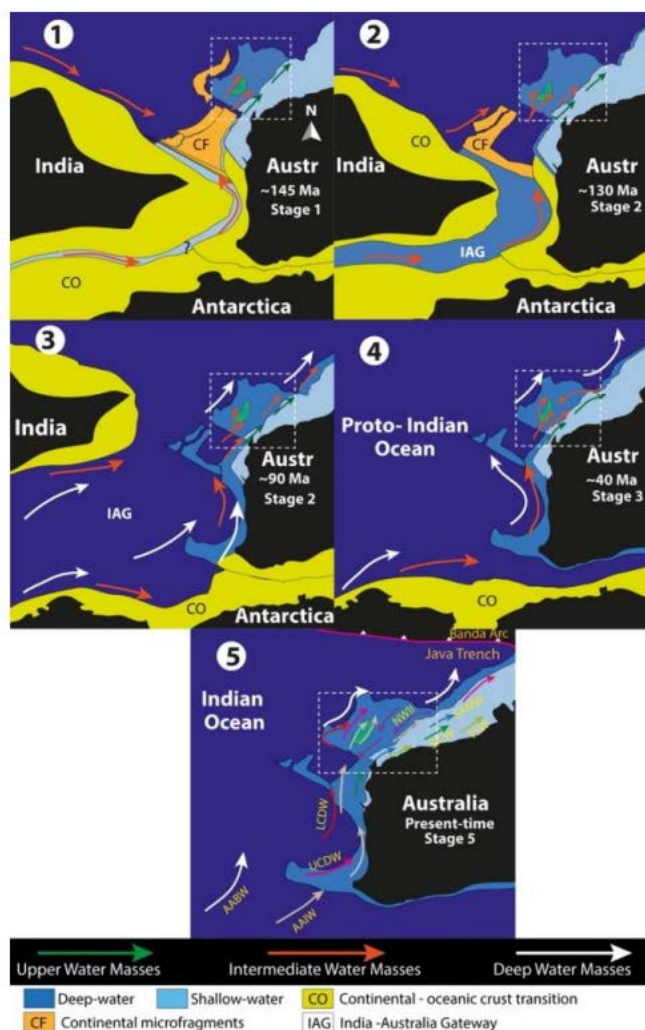 1
CF
N
India
Austr
~145 Ma
Stage 1
?
CO
Antarctica
2
CO
CF
India
Austr
~130 Ma
Stage 2
IAG
Antarctica
3
India
Austr
~90 Ma
Stage 2
IAG
CO
Antarctica
4
Proto- Indian
Ocean
Austr
~40 Ma
Stage 3
CO
Banda Arc
5
Java Trench
Indian
Ocean
NWII
Australia
Present-time
Stage 5
LCDW
UCDW
AABW
AAIW
Upper Water Masses
Intermediate Water Masses
Deep Water Masses
Deep-water
Shallow-water
CO
Continental - oceanic crust transition
CF
Continental microfragments
IAG
India -Australia Gateway